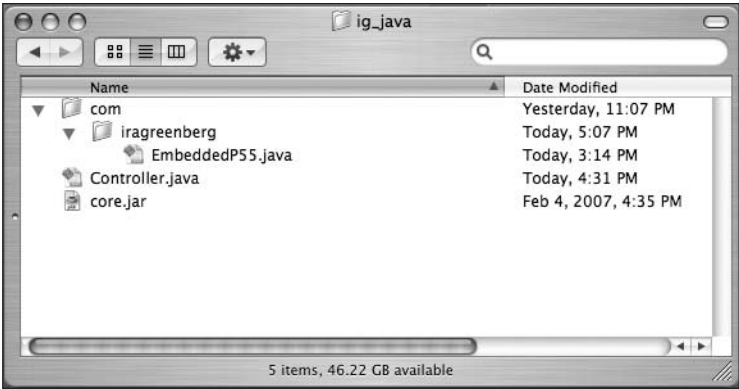 ig_java
Name Date Modified
com Yesterday, 11:07 PM
iragreenberg Today, 5:07 PM
EmbeddedP55.java Today, 3:14 PM
Controller.java Today, 4:31 PM
core.jar Feb 4, 2007, 4:35 PM
5 items, 46.22 GB available